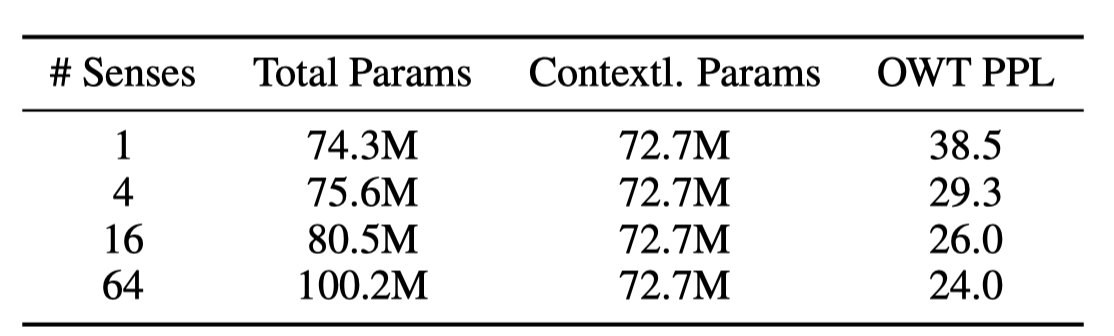 # Senses Total Params Contextl. Params OWT PPL
1 74.3M 72.7M 38.5
4 75.6M 72.7M 29.3
16 80.5M 72.7M 26.0
64 100.2M 72.7M 24.0